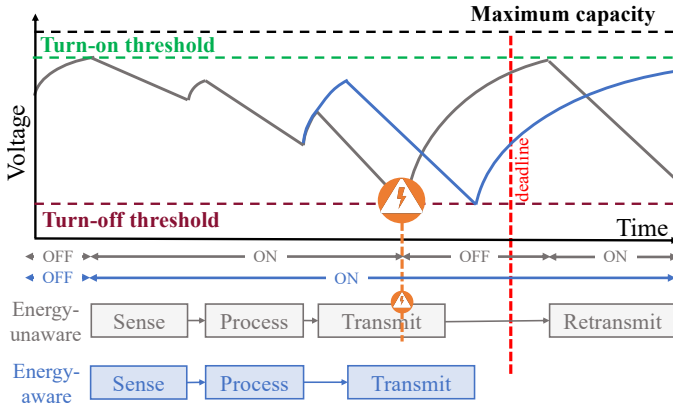 Maximum capacity
Turn-on threshold
Voltage
deadline
Turn-off threshold
Time
OFF ON OFF ON
OFF ON
Energy-
unaware
Sense Process Transmit Retransmit
Energy-
aware
Sense Process Transmit